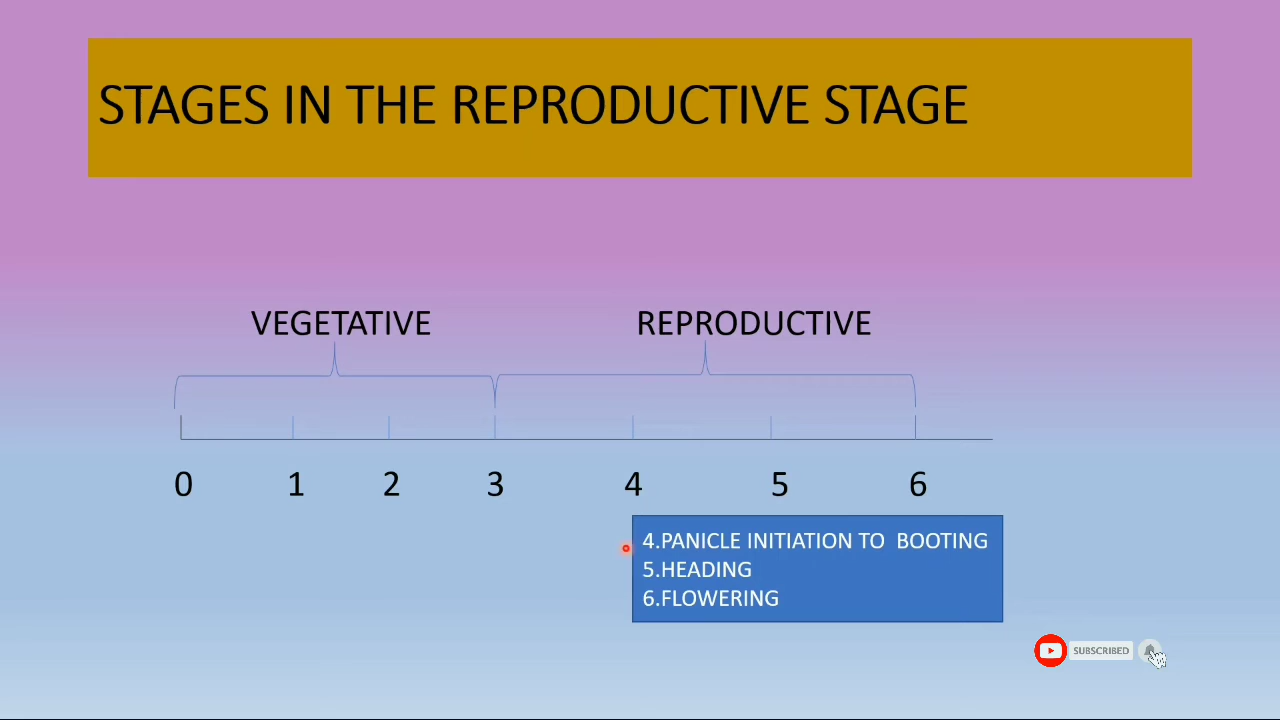 STAGES IN THE REPRODUCTIVE STAGE
VEGETATIVE REPRODUCTIVE
0 1 2 3 4 5 6
4.PANICLE INITIATION TO  BOOTING
5.HEADING
6.FLOWERING
SUBSCRIBED